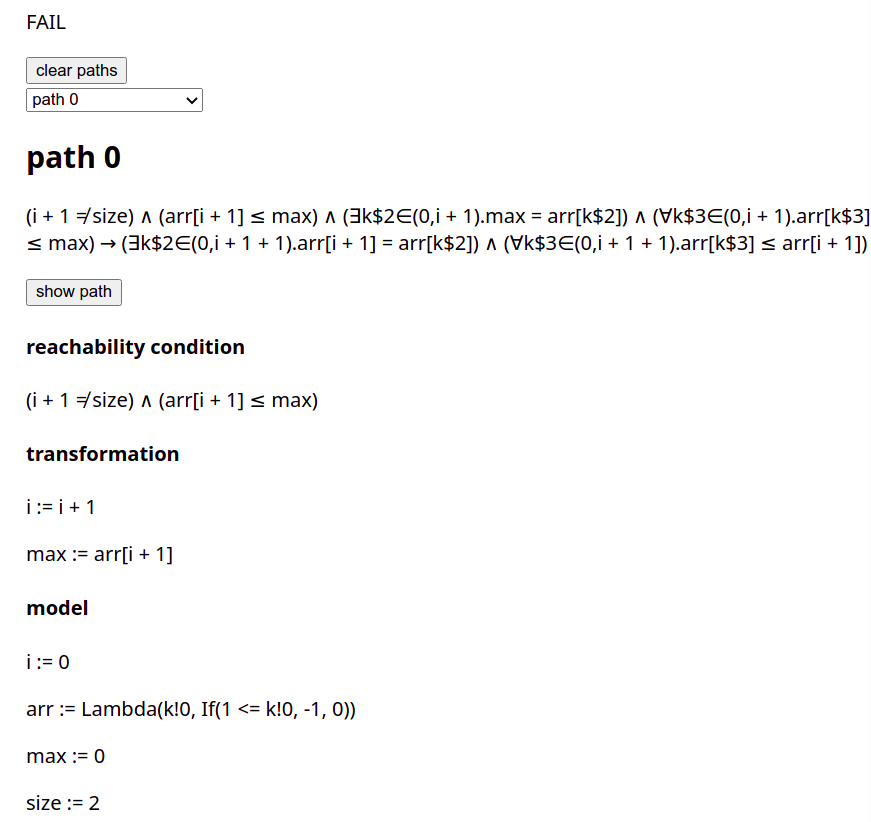 FAIL
clear paths
path 0
path 0
(i + 1 ≠ size) ∧ (arr[i + 1] ≤ max) ∧ (∃k$2∈(0,i + 1).max = arr[k$2]) ∧ (∀k$3∈(0,i + 1).arr[k$3]
≤ max) → (∃k$2∈(0,i + 1 + 1).arr[i + 1] = arr[k$2]) ∧ (∀k$3∈(0,i + 1 + 1).arr[k$3] ≤ arr[i + 1])
show path
reachability condition
(i + 1 ≠ size) ∧ (arr[i + 1] ≤ max)
transformation
i := i + 1
max := arr[i + 1]
model
i := 0
arr := Lambda(k!0, If(1 <= k!0, -1, 0))
max := 0
size := 2